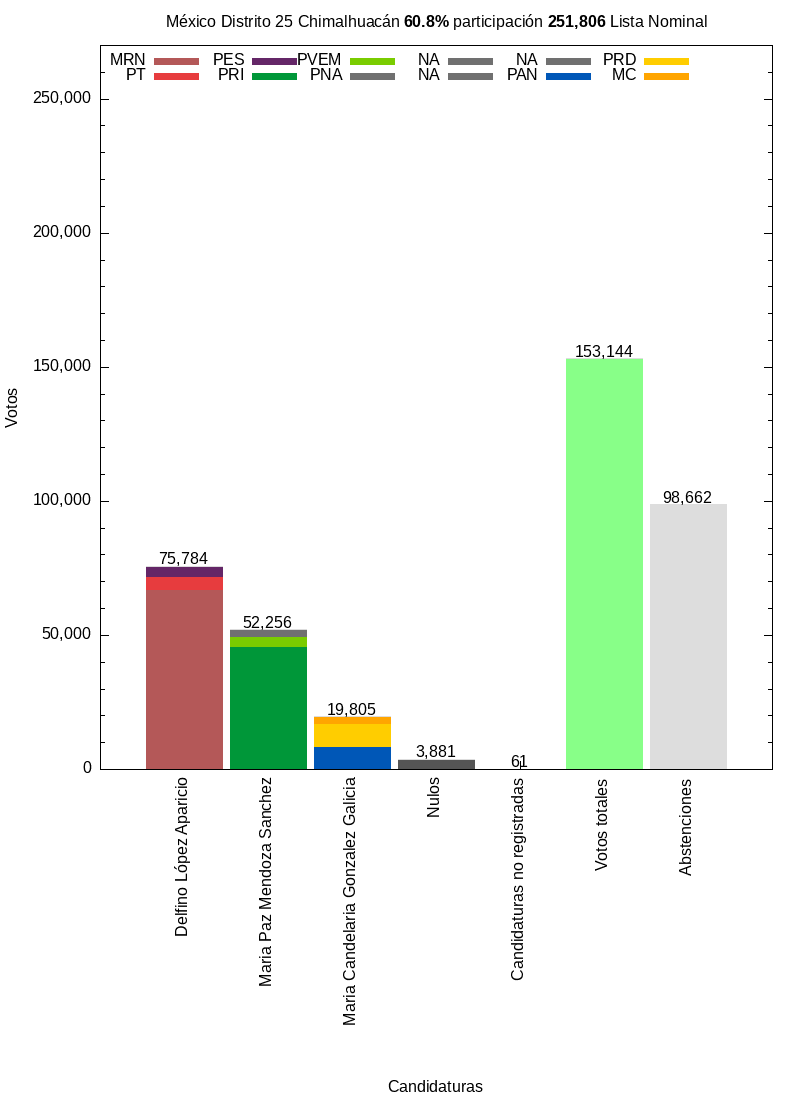 México Distrito 25 Chimalhuacán 60.8% participación 251,806 Lista Nominal
MRN PES PVEM NA NA PRD
PT PRI PNA NA PAN MC
250,000
200,000
150,000
100,000
50,000
0
Votos
75,784
52,256
19,805
3,881
61
153,144
98,662
Delfino López Aparicio
Maria Paz Mendoza Sanchez
Maria Candelaria Gonzalez Galicia
Nulos
Candidaturas no registradas
Votos totales
Abstenciones
Candidaturas